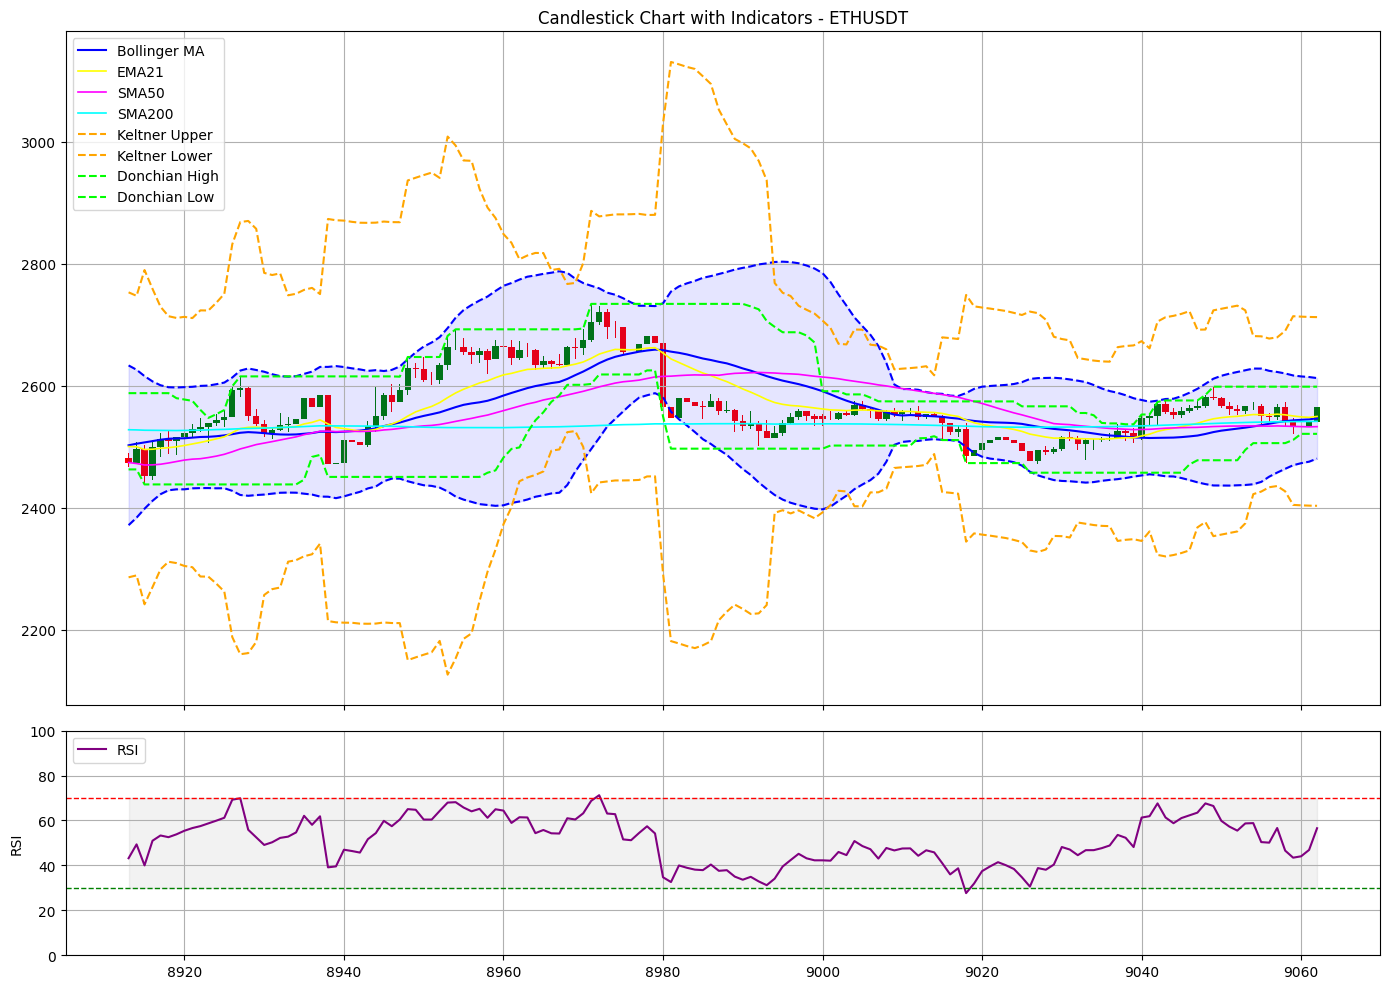 Candlestick Chart with Indicators - ETHUSDT
Bollinger MA
EMA21
SMA50
SMA200
Keltner Upper
Keltner Lower
Donchian High
Donchian Low
3000
2800
2600
2400
2200
RSI
100
80
60
40
20
0
RSI
8920 8940 8960 8980 9000 9020 9040 9060